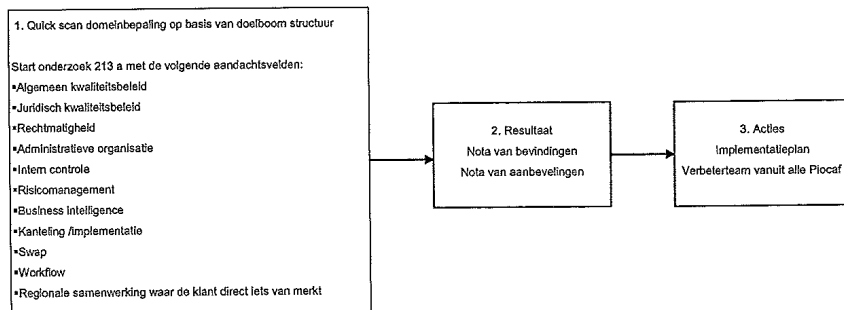 1. Quick scan domeinbepaling op basis van doelboom structuur
Start onderzoek 213 a met de volgende aandachtsvelden:
▪Algemeen kwaliteitsbeleid
▪Juridisch kwaliteitsbeleid
▪Rechtmatigheid
▪Administratieve organisatie
▪Intern controle
▪Risicomanagement
▪Business intelligence
▪Kanteling /implementatie
▪Swap
▪Workflow
▪Regionale samenwerking waar de klant direct iets van merkt
2. Resultaat
Nota van bevindingen
Nota van aanbevelingen
3. Acties
Implementatieplan
Verbeterteam vanuit alle Piocaf